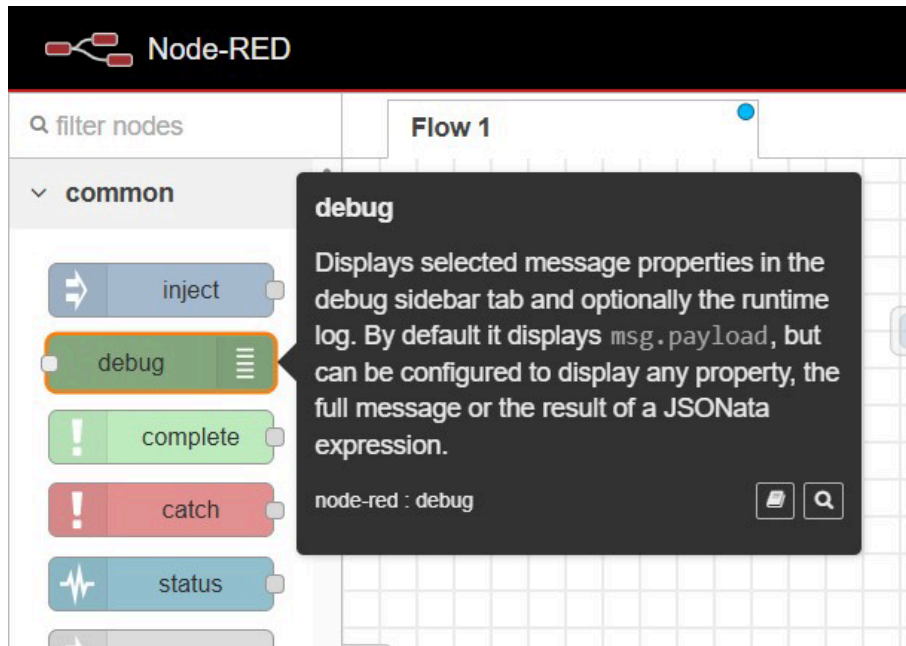 Node-RED
filter nodes
Flow 1
common
inject
debug
complete
catch
status
debug
Displays selected message properties in the
debug sidebar tab and optionally the runtime
log. By default it displays msg.payload, but
can be configured to display any property, the
full message or the result of a JSONata
expression.
node-red : debug